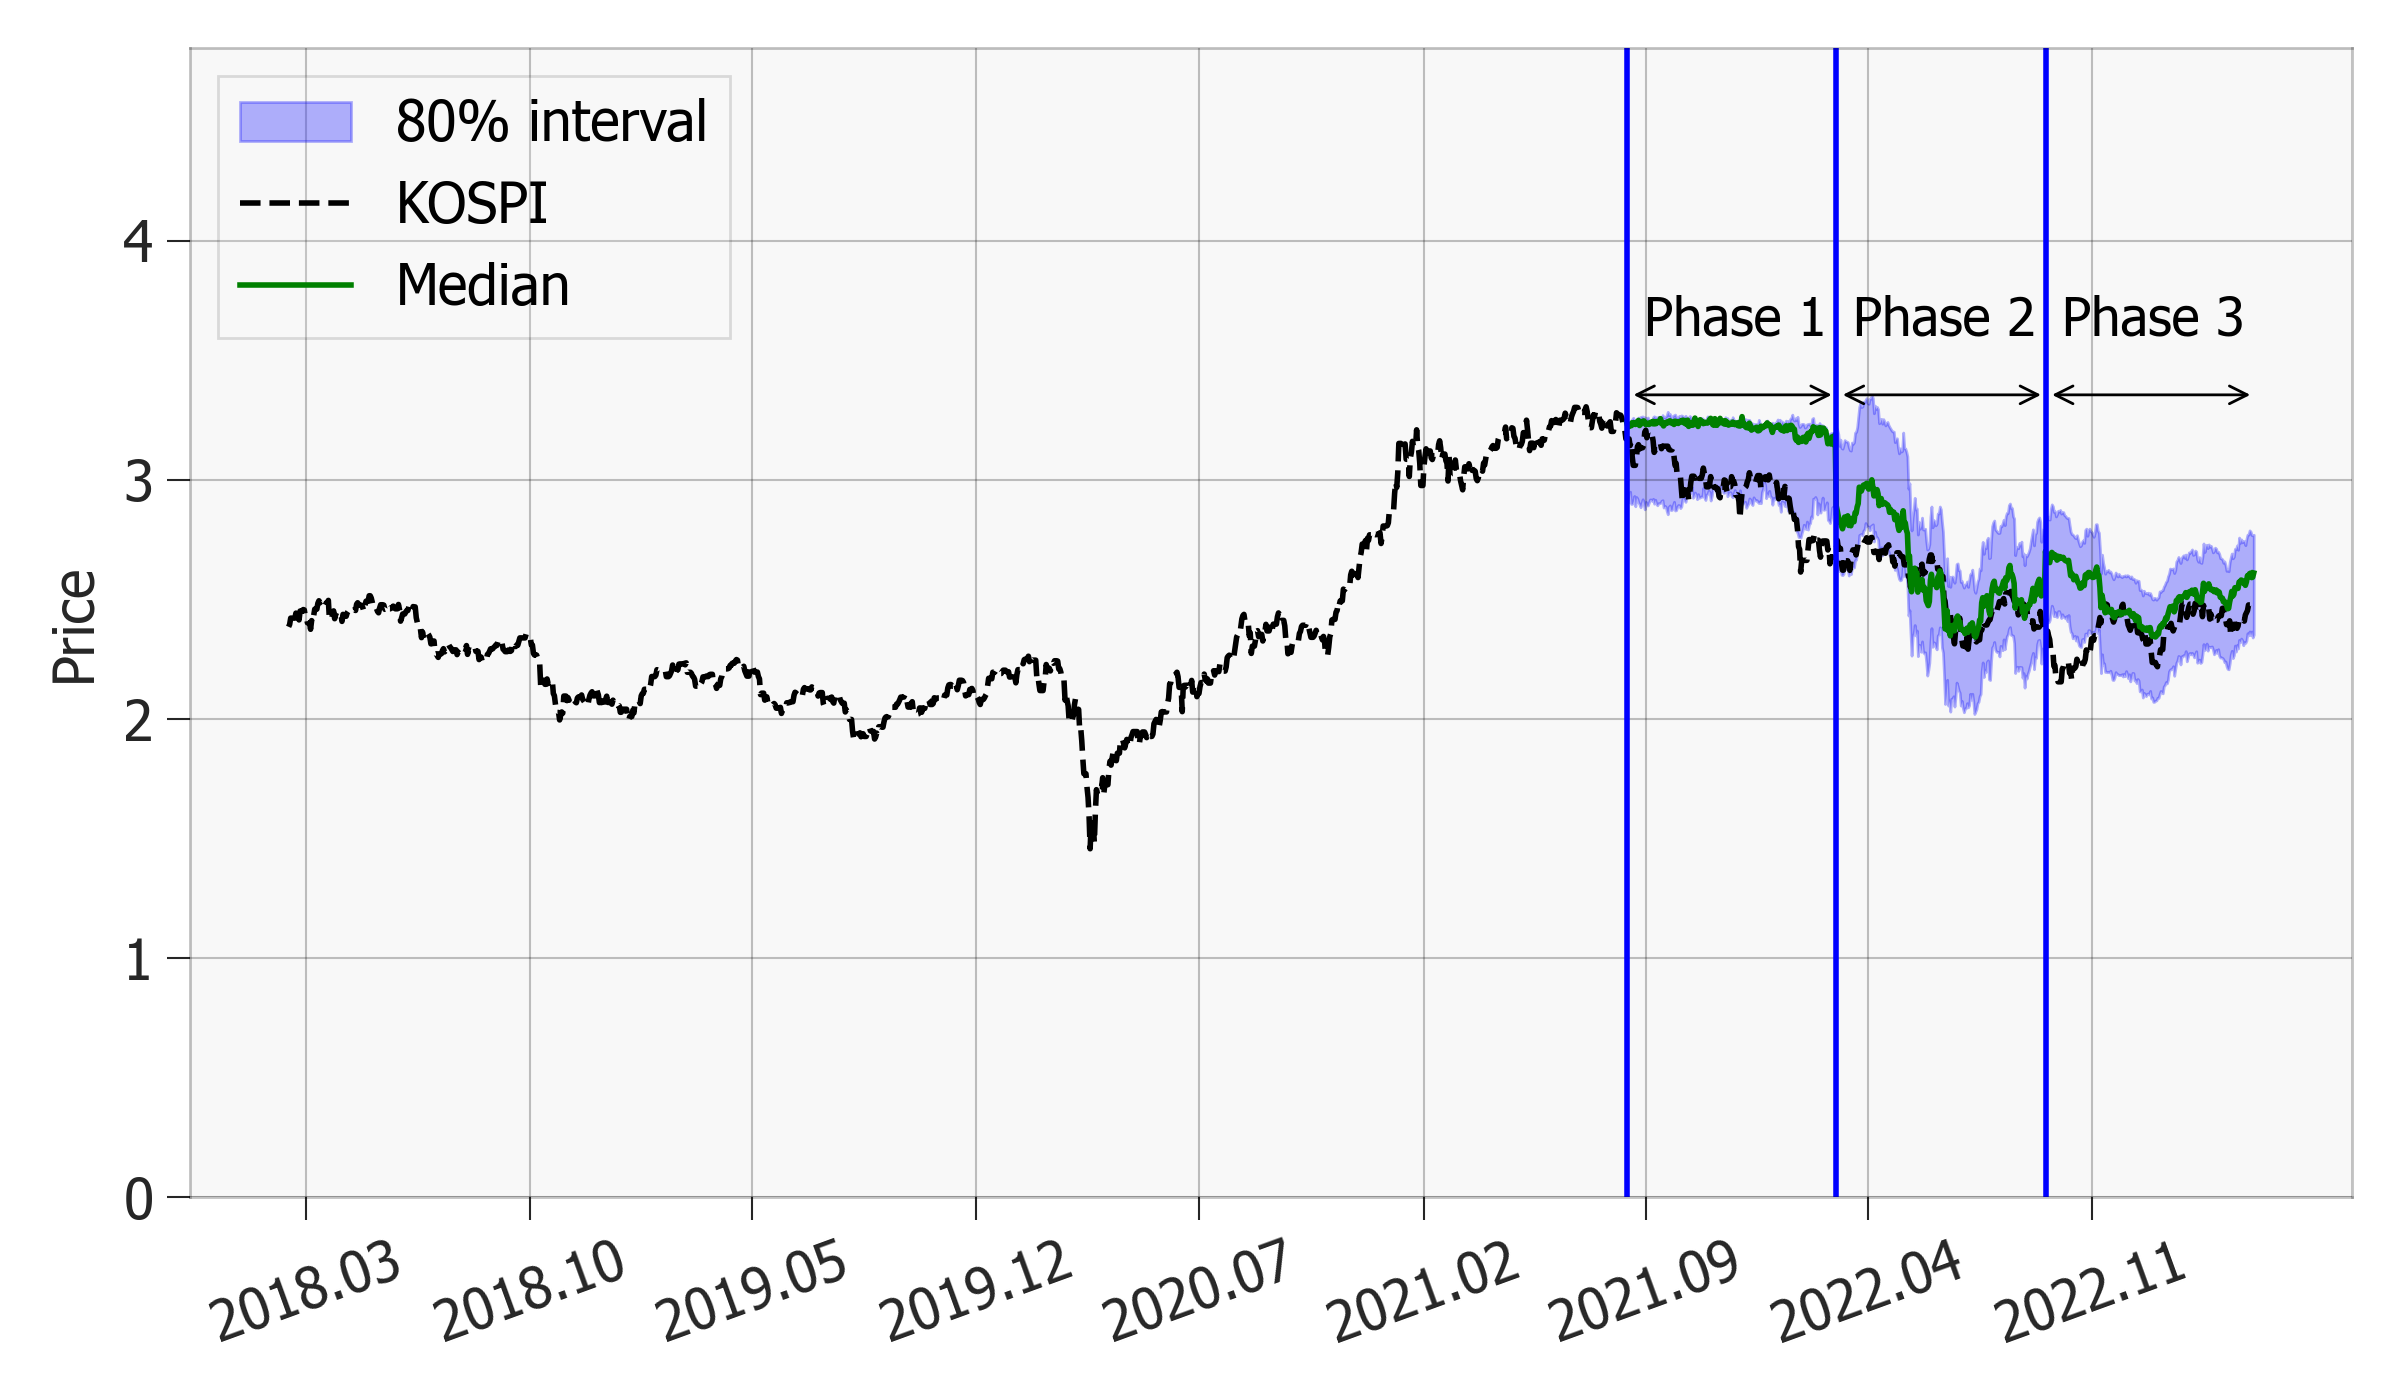 80% interval
KOSPI
Median
Phase 1
Phase 2
Phase 3
Price
4
3
2
1
0
2018.03
2018.10
2019.05
2019.12
2020.07
2021.02
2021.09
2022.04
2022.11